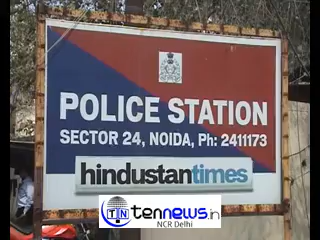 POLICE STATION
SECTOR 24, NOIDA, Ph: 2411173
hindustantimes
TN tennews.in
NCR Delhi